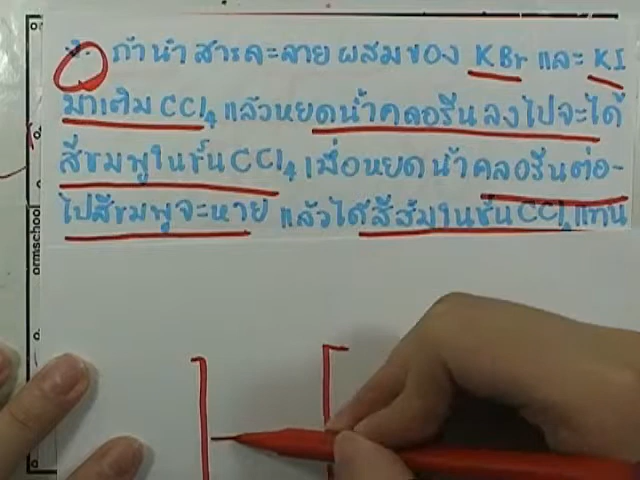 ถ้านำสารละลายผสมของ KBr และ KI
มาเติม CCl4 แล้วหยดน้ำคลอรีนลงไปจะได้
สีชมพูในชั้น CCl4 เมื่อหยดน้ำคลอรีนต่อ-
ไปสีชมพูจะหาย แล้วได้สีส้มในชั้น CCl4 แทน
ormschool